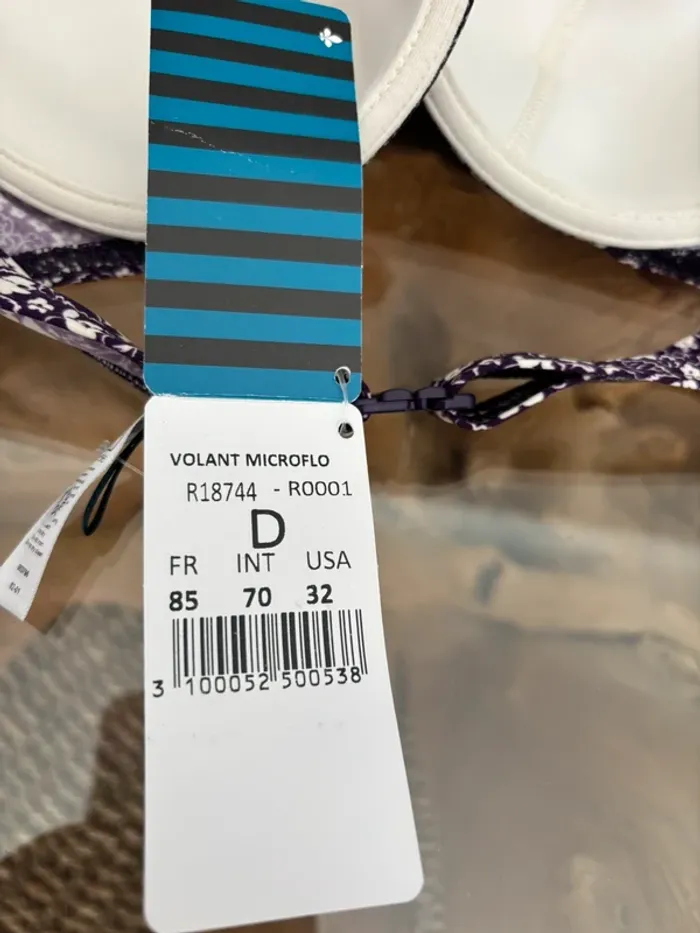 VOLANT MICROFLO
R18744 - R0001
D
FR INT USA
85 70 32
3 100052 500538